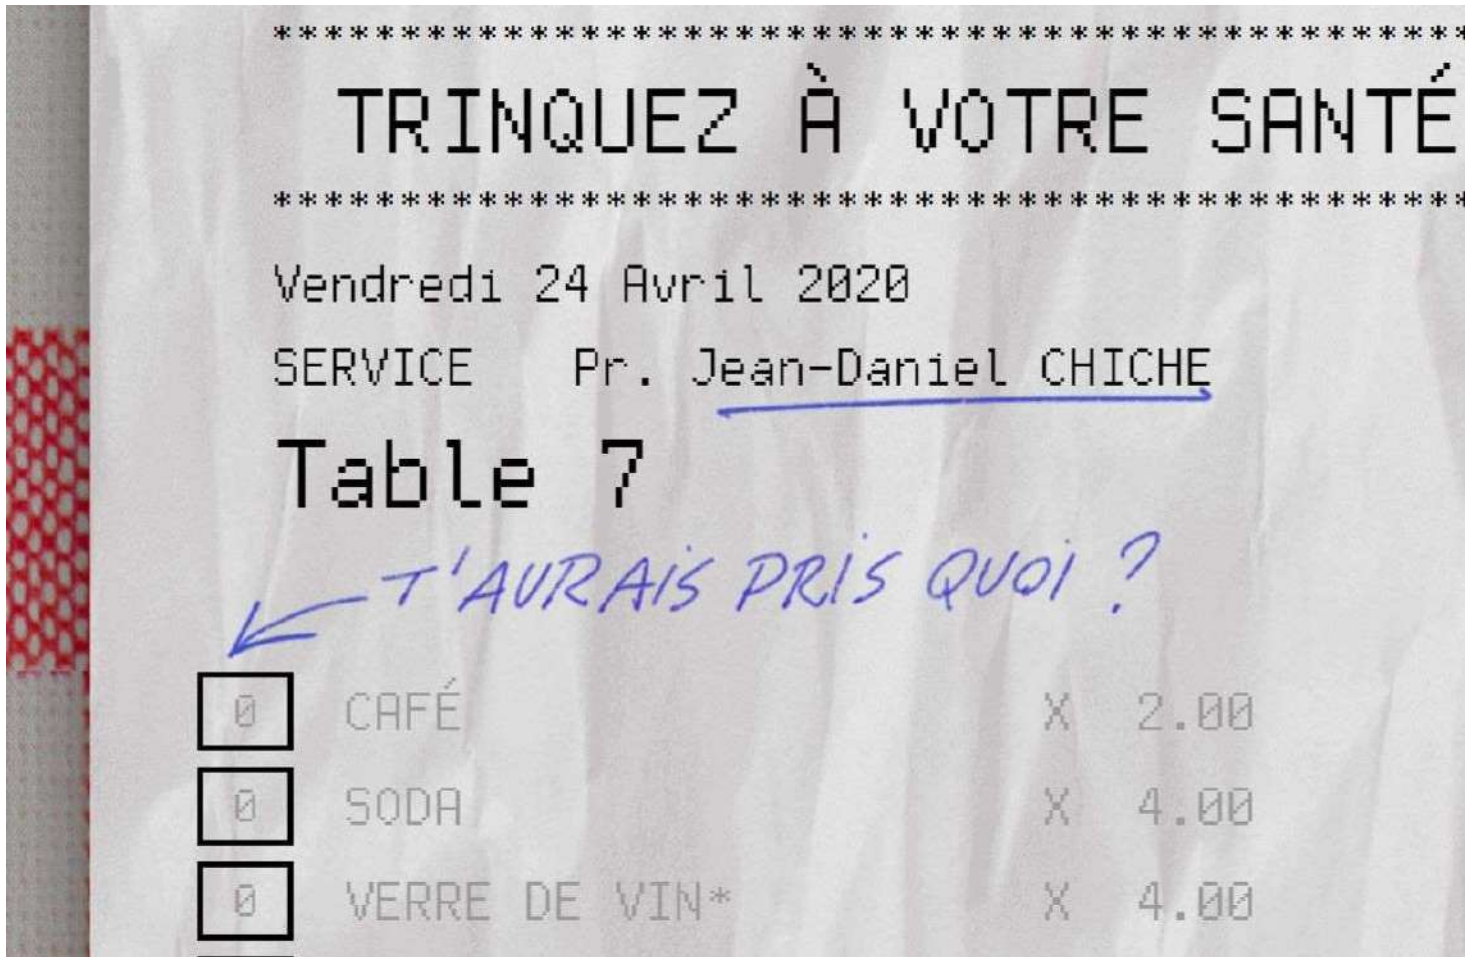 **********************************************
TRINQUEZ À VOTRE SANTÉ
**********************************************
Vendredi 24 Avril 2020
SERVICE Pr. Jean-Daniel CHICHE
Table 7
T'AURAIS PRIS QUOI ?
0 CAFÉ X 2.00
0 SODA X 4.00
0 VERRE DE VIN* X 4.00